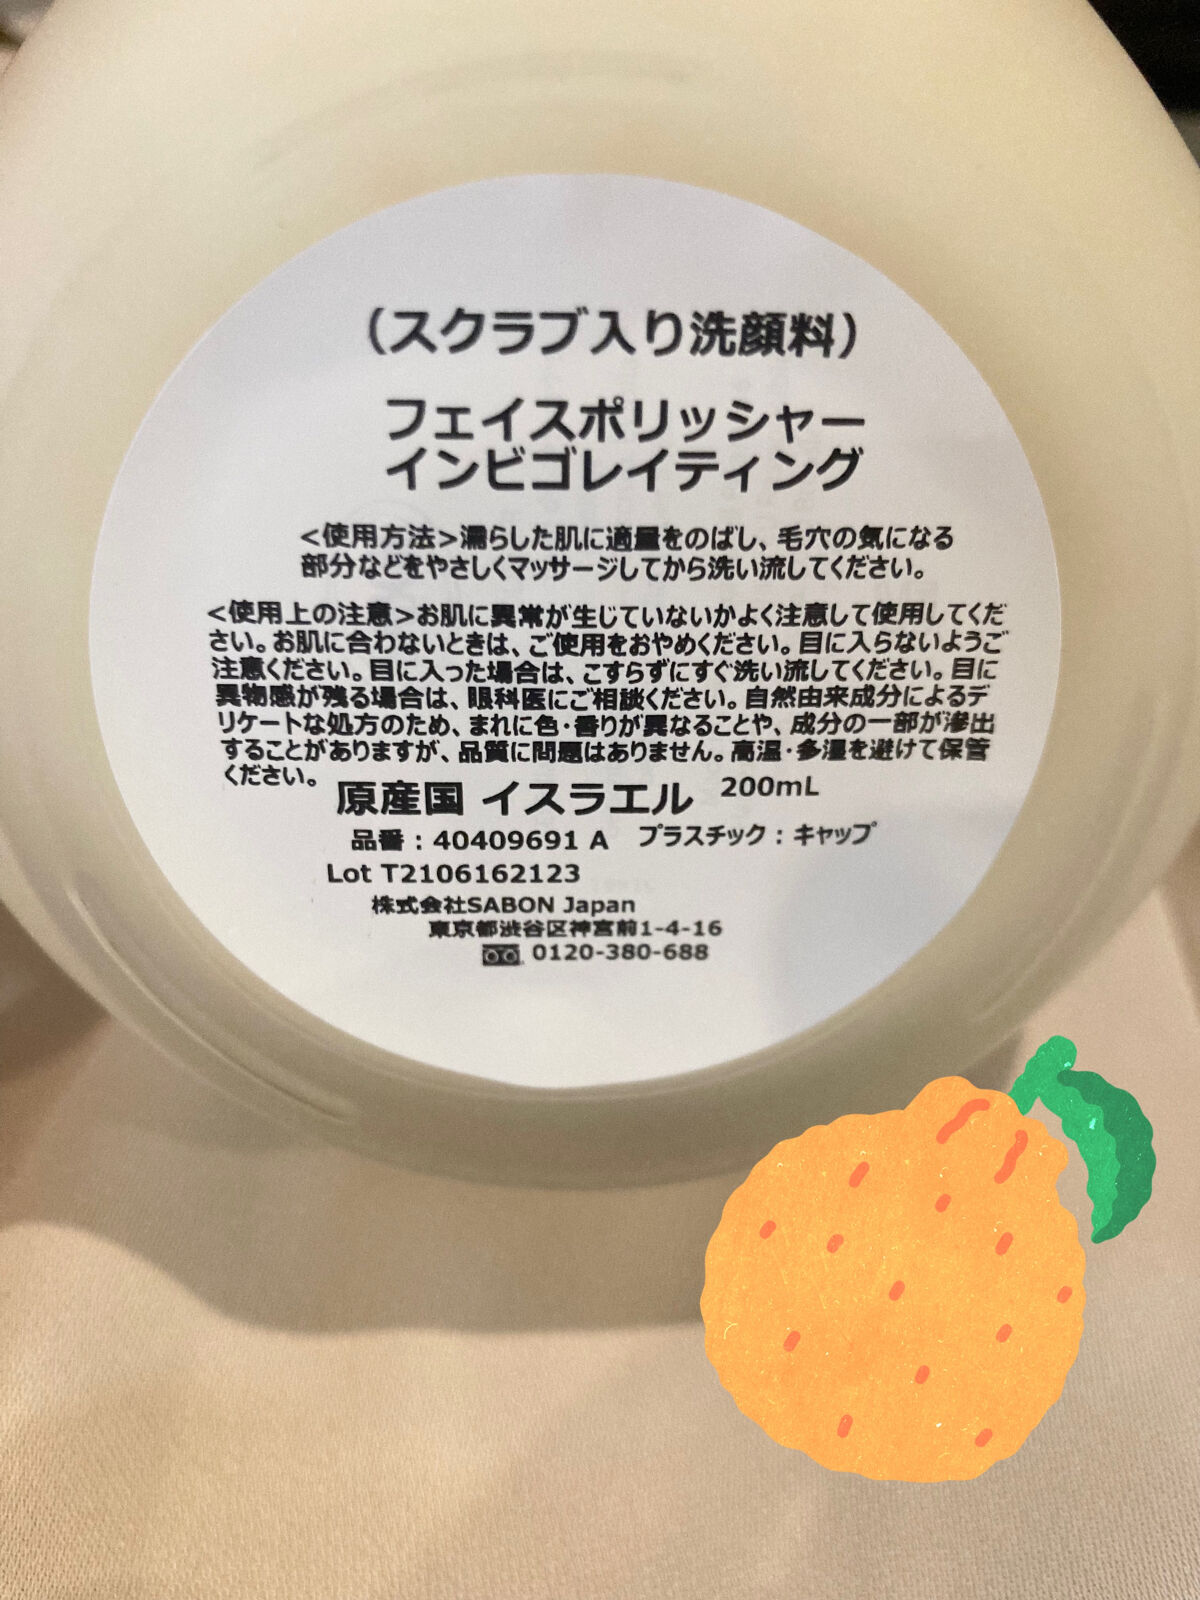 （スクラブ入り洗顔料）
フェイスポリッシャー
インビゴレイティング
<使用方法>濡らした肌に適量をのばし、毛穴の気になる
部分などをやさしくマッサージしてから洗い流してください。
<使用上の注意>お肌に異常が生じていないかよく注意して使用してくだ
さい。お肌に合わないときは、ご使用をおやめください。目に入らないようご
注意ください。目に入った場合は、こすらずにすぐ洗い流してください。目に
異物感が残る場合は、眼科医にご相談ください。自然由来成分によるデ
リケートな処方のため、まれに色・香りが異なることや、成分の一部が滲出
することがありますが、品質に問題はありません。高温・多湿を避けて保管
ください。
原産国 イスラエル 200mL
品番：40409691 A プラスチック：キャップ
Lot T2106162123
株式会社SABON Japan
東京都渋谷区神宮前1-4-16
0120-380-688